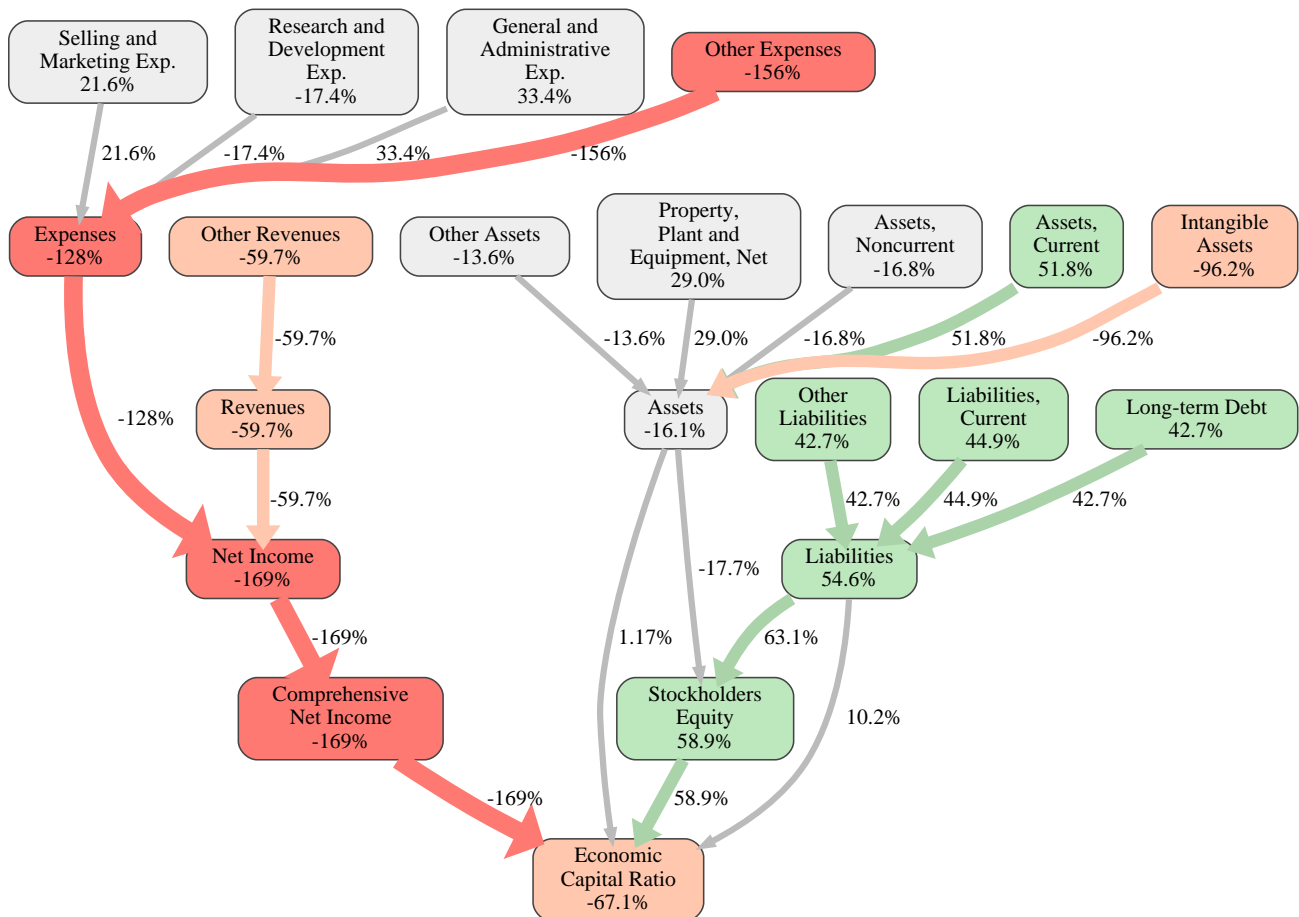 Selling and
Marketing Exp.
21.6%
Research and
Development
Exp.
-17.4%
General and
Administrative
Exp.
33.4%
Other Expenses
-156%
21.6%
-17.4%
33.4%
-156%
Expenses
-128%
Other Revenues
-59.7%
Other Assets
-13.6%
Property,
Plant and
Equipment, Net
29.0%
Assets,
Noncurrent
-16.8%
Assets,
Current
51.8%
Intangible
Assets
-96.2%
-59.7%
-13.6%
29.0%
-16.8%
51.8%
-96.2%
-128%
Revenues
-59.7%
Assets
-16.1%
Other
Liabilities
42.7%
Liabilities,
Current
44.9%
Long-term Debt
42.7%
-59.7%
42.7%
44.9%
42.7%
Net Income
-169%
-17.7%
Liabilities
54.6%
-169%
1.17%
63.1%
10.2%
Comprehensive
Net Income
-169%
Stockholders
Equity
58.9%
-169%
58.9%
Economic
Capital Ratio
-67.1%